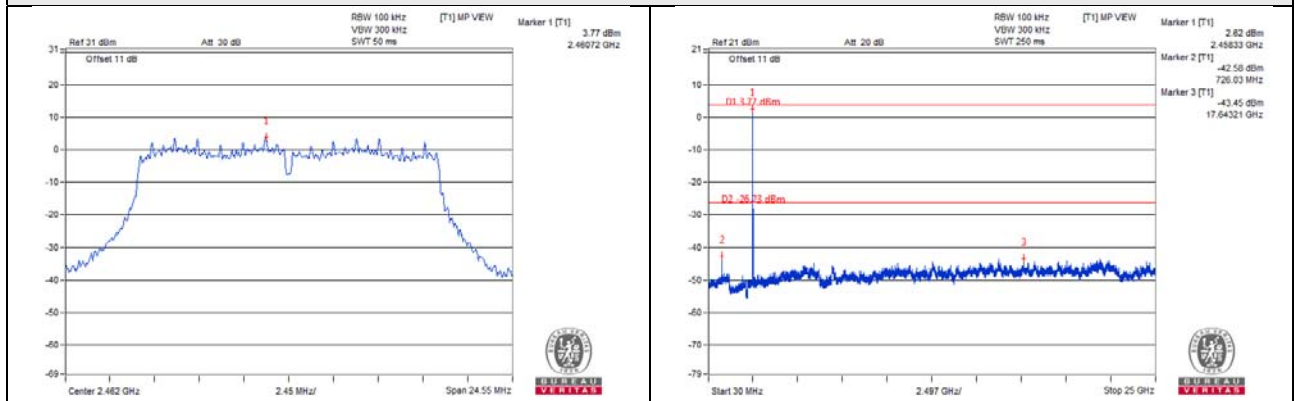 RBW 100 kHz
VBW 300 kHz
SWT 50 ms
[T1] MP VIEW
Marker 1 [T1]
3.77 dBm
2.46072 GHz
Ref 31 dBm
Att 30 dB
Offset 11 dB
31
20
10
0
-10
-20
-30
-40
-50
-60
-69
1
Center 2.462 GHz
2.45 MHz/
Span 24.55 MHz
BUREAU
VERITAS
RBW 100 kHz
VBW 300 kHz
SWT 250 ms
[T1] MP VIEW
Marker 1 [T1]
2.62 dBm
2.45833 GHz
Marker 2 [T1]
-42.58 dBm
726.03 MHz
Marker 3 [T1]
-43.45 dBm
17.64321 GHz
Ref 21 dBm
Att 20 dB
Offset 11 dB
21
10
0
-10
-20
-30
-40
-50
-60
-70
-79
1
D1 3.77 dBm
D2 -26.23 dBm
2
3
Start 30 MHz
2.497 GHz/
Stop 25 GHz
BUREAU
VERITAS